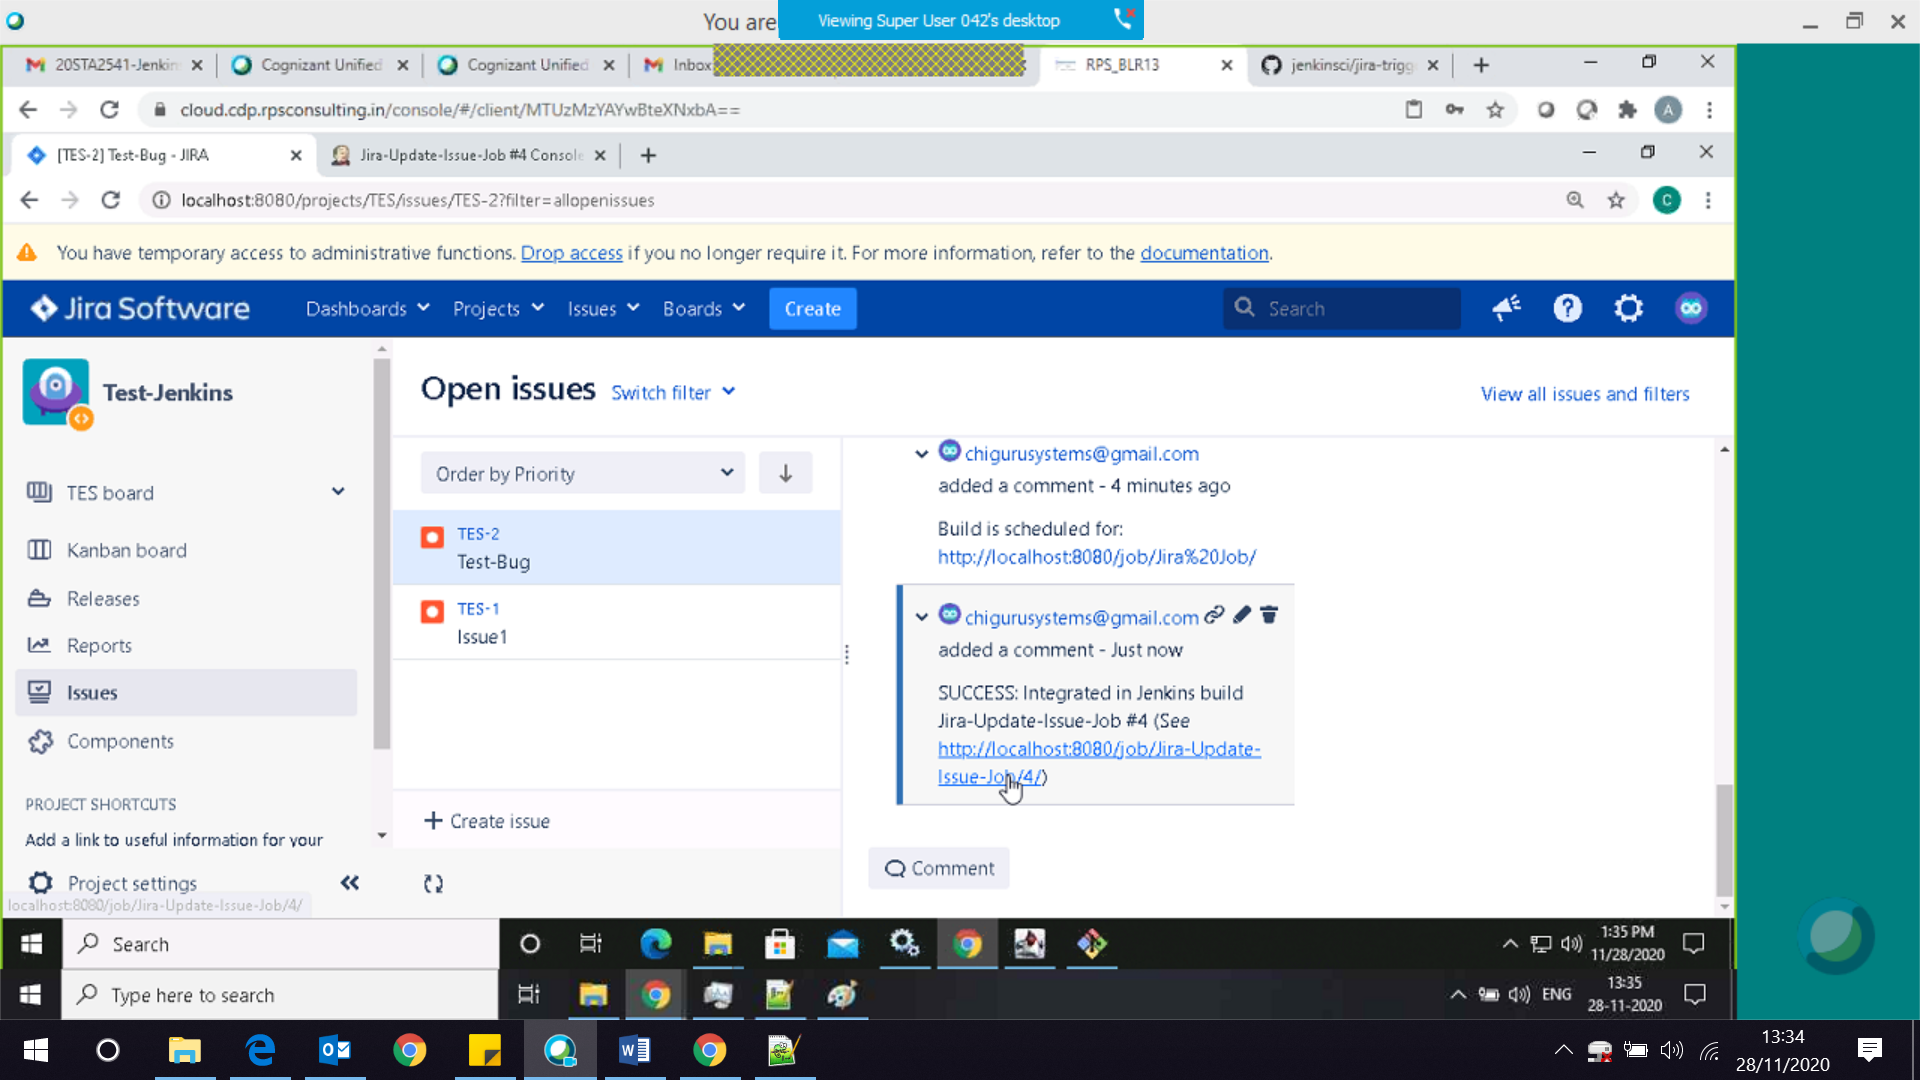 You are
Viewing Super User 042's desktop
20STA2541-Jenkin
Cognizant Unified
Cognizant Unified
Inbox
RPS_BLR13
jenkinsci/jira-trigg
cloud.cdp.rpsconsulting.in/console/#/client/MTUzMzYAYwBteXNxbA==
A
[TES-2] Test-Bug - JIRA
Jira-Update-Issue-Job #4 Console
localhost:8080/projects/TES/issues/TES-2?filter=allopenissues
C
You have temporary access to administrative functions. Drop access if you no longer require it. For more information, refer to the documentation.
Jira Software
Dashboards
Projects
Issues
Boards
Create
Search
Test-Jenkins
TES board
Kanban board
Releases
Reports
Issues
Components
PROJECT SHORTCUTS
Add a link to useful information for your
Project settings
localhost:8080/job/Jira-Update-Issue-Job/4/
Open issues
Switch filter
View all issues and filters
Order by Priority
TES-2
Test-Bug
TES-1
Issue1
+ Create issue
chigurusystems@gmail.com
added a comment - 4 minutes ago
Build is scheduled for:
http://localhost:8080/job/Jira%20Job/
chigurusystems@gmail.com
added a comment - Just now
SUCCESS: Integrated in Jenkins build
Jira-Update-Issue-Job #4 (See
http://localhost:8080/job/Jira-Update-
Issue-Job/4/)
Comment
Search
1:35 PM
11/28/2020
Type here to search
ENG
13:35
28-11-2020
13:34
28/11/2020